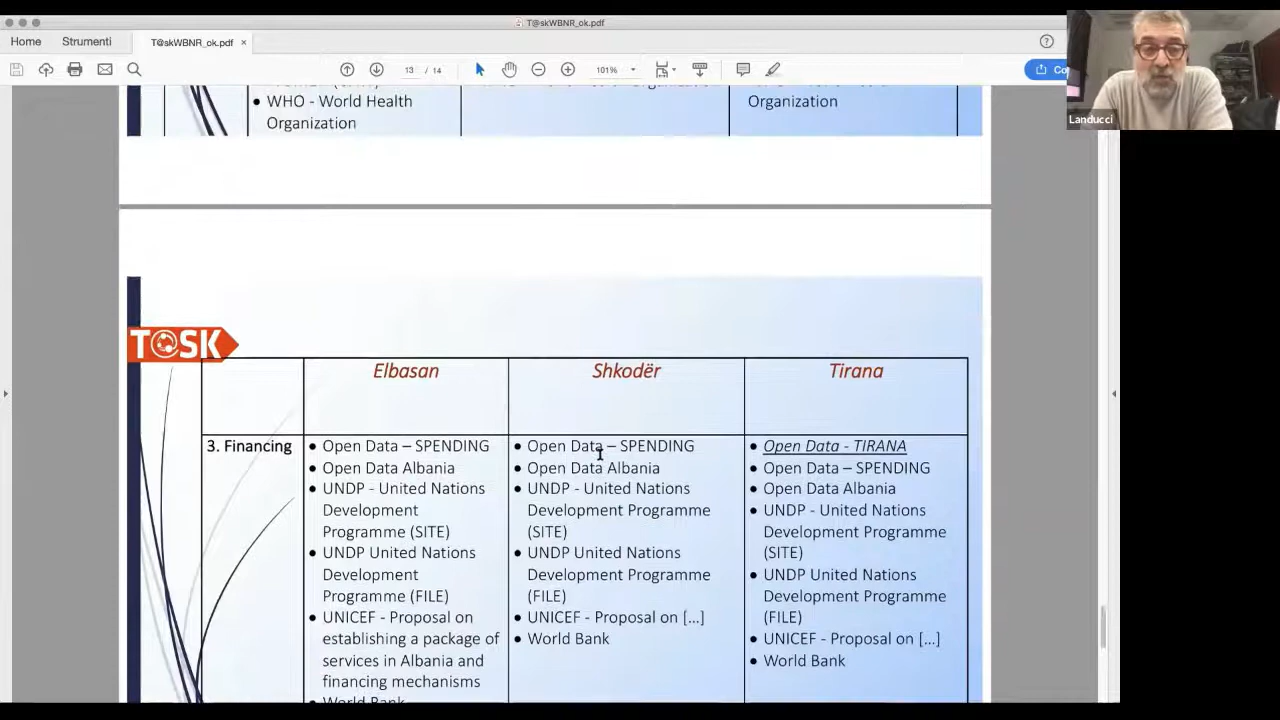 T@skWBNR_ok.pdf
Home
Strumenti
T@skWBNR_ok.pdf ×
13 / 14
101%
Co
Landucci
• WHO - World Health
Organization
Organization
T@SK
Elbasan
Shkodër
Tirana
3. Financing
• Open Data – SPENDING
• Open Data Albania
• UNDP - United Nations
Development
Programme (SITE)
• UNDP United Nations
Development
Programme (FILE)
• UNICEF - Proposal on
establishing a package of
services in Albania and
financing mechanisms
World Bank
• Open Data – SPENDING
• Open Data Albania
• UNDP - United Nations
Development Programme
(SITE)
• UNDP United Nations
Development Programme
(FILE)
• UNICEF - Proposal on [...]
• World Bank
• Open Data - TIRANA
• Open Data – SPENDING
• Open Data Albania
• UNDP - United Nations
Development Programme
(SITE)
• UNDP United Nations
Development Programme
(FILE)
• UNICEF - Proposal on [...]
• World Bank